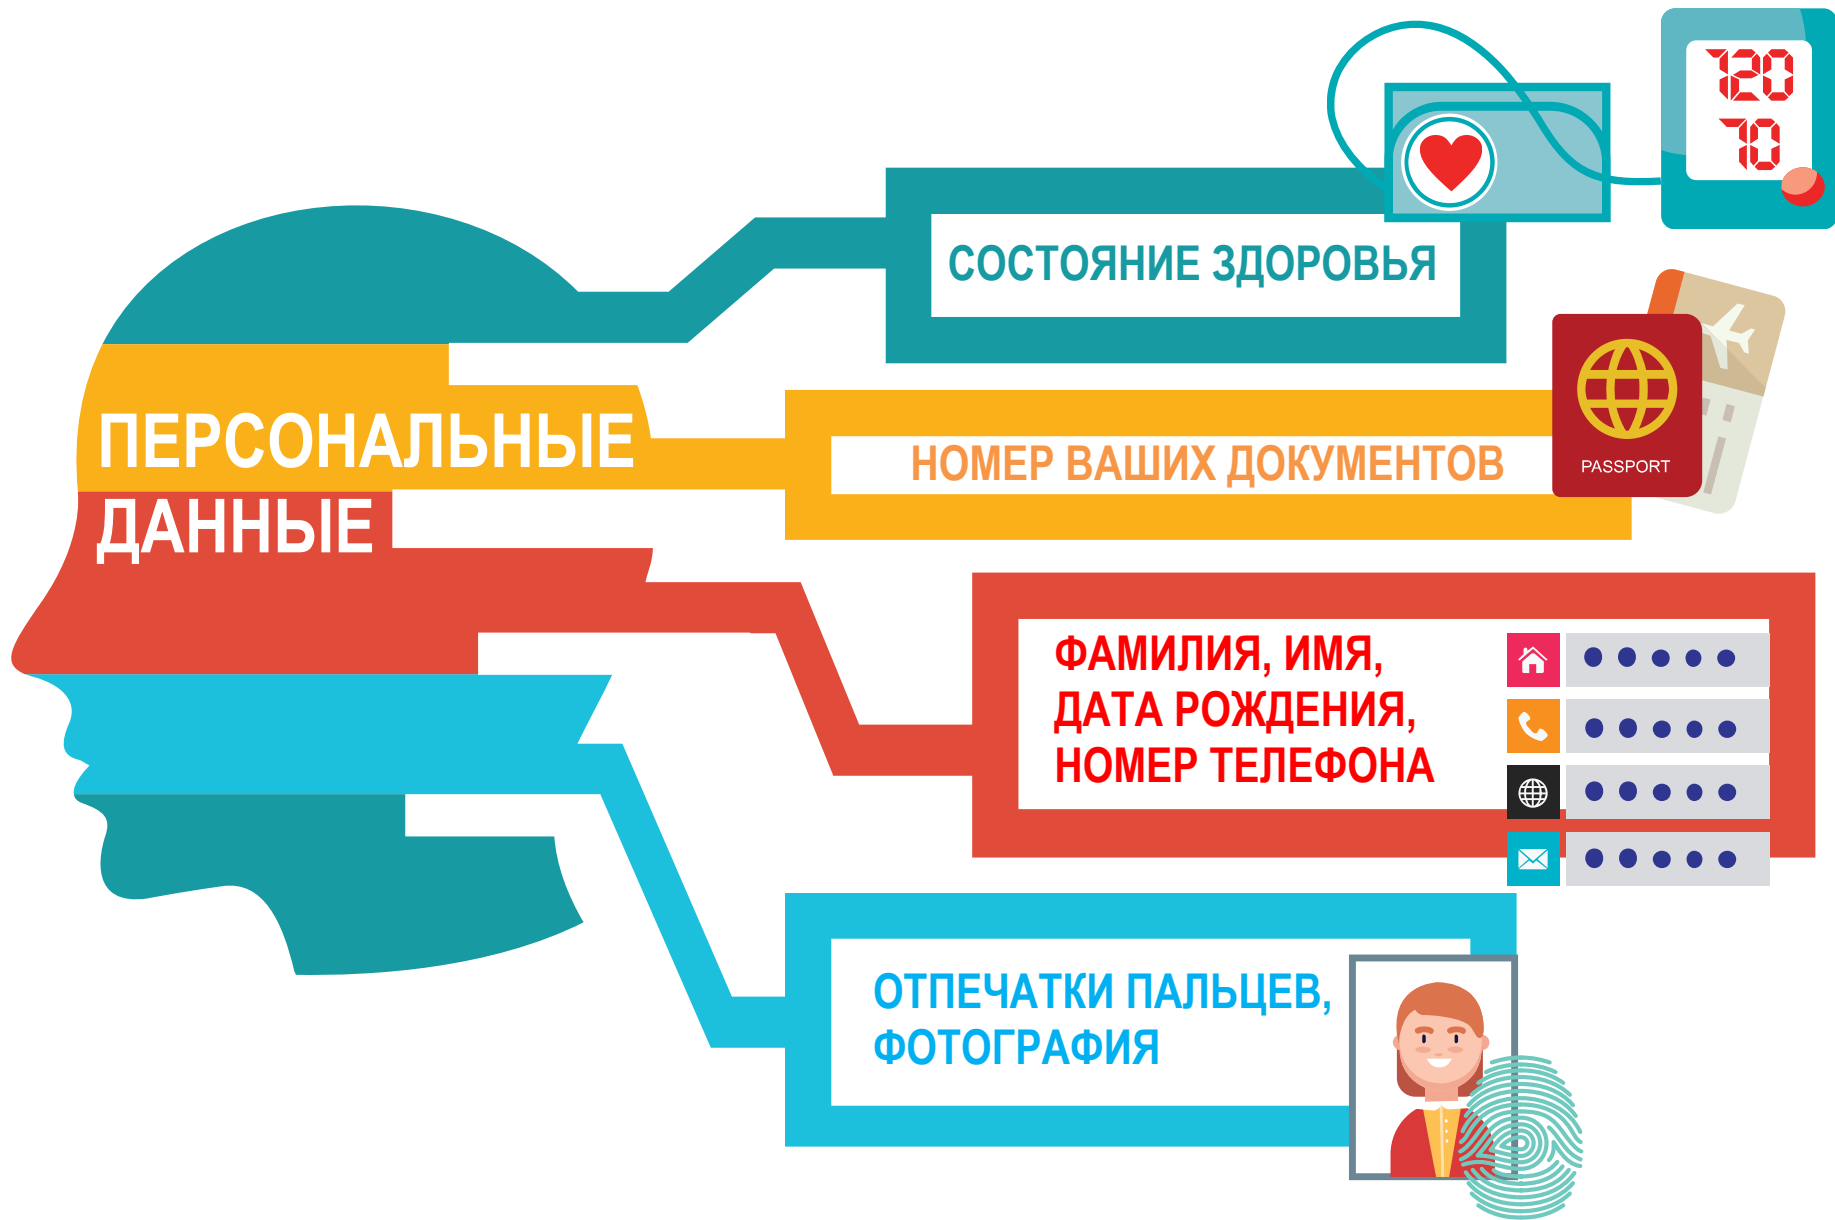 120
70
СОСТОЯНИЕ ЗДОРОВЬЯ
ПЕРСОНАЛЬНЫЕ
ДАННЫЕ
НОМЕР ВАШИХ ДОКУМЕНТОВ
PASSPORT
ФАМИЛИЯ, ИМЯ,
ДАТА РОЖДЕНИЯ,
НОМЕР ТЕЛЕФОНА
ОТПЕЧАТКИ ПАЛЬЦЕВ,
ФОТОГРАФИЯ